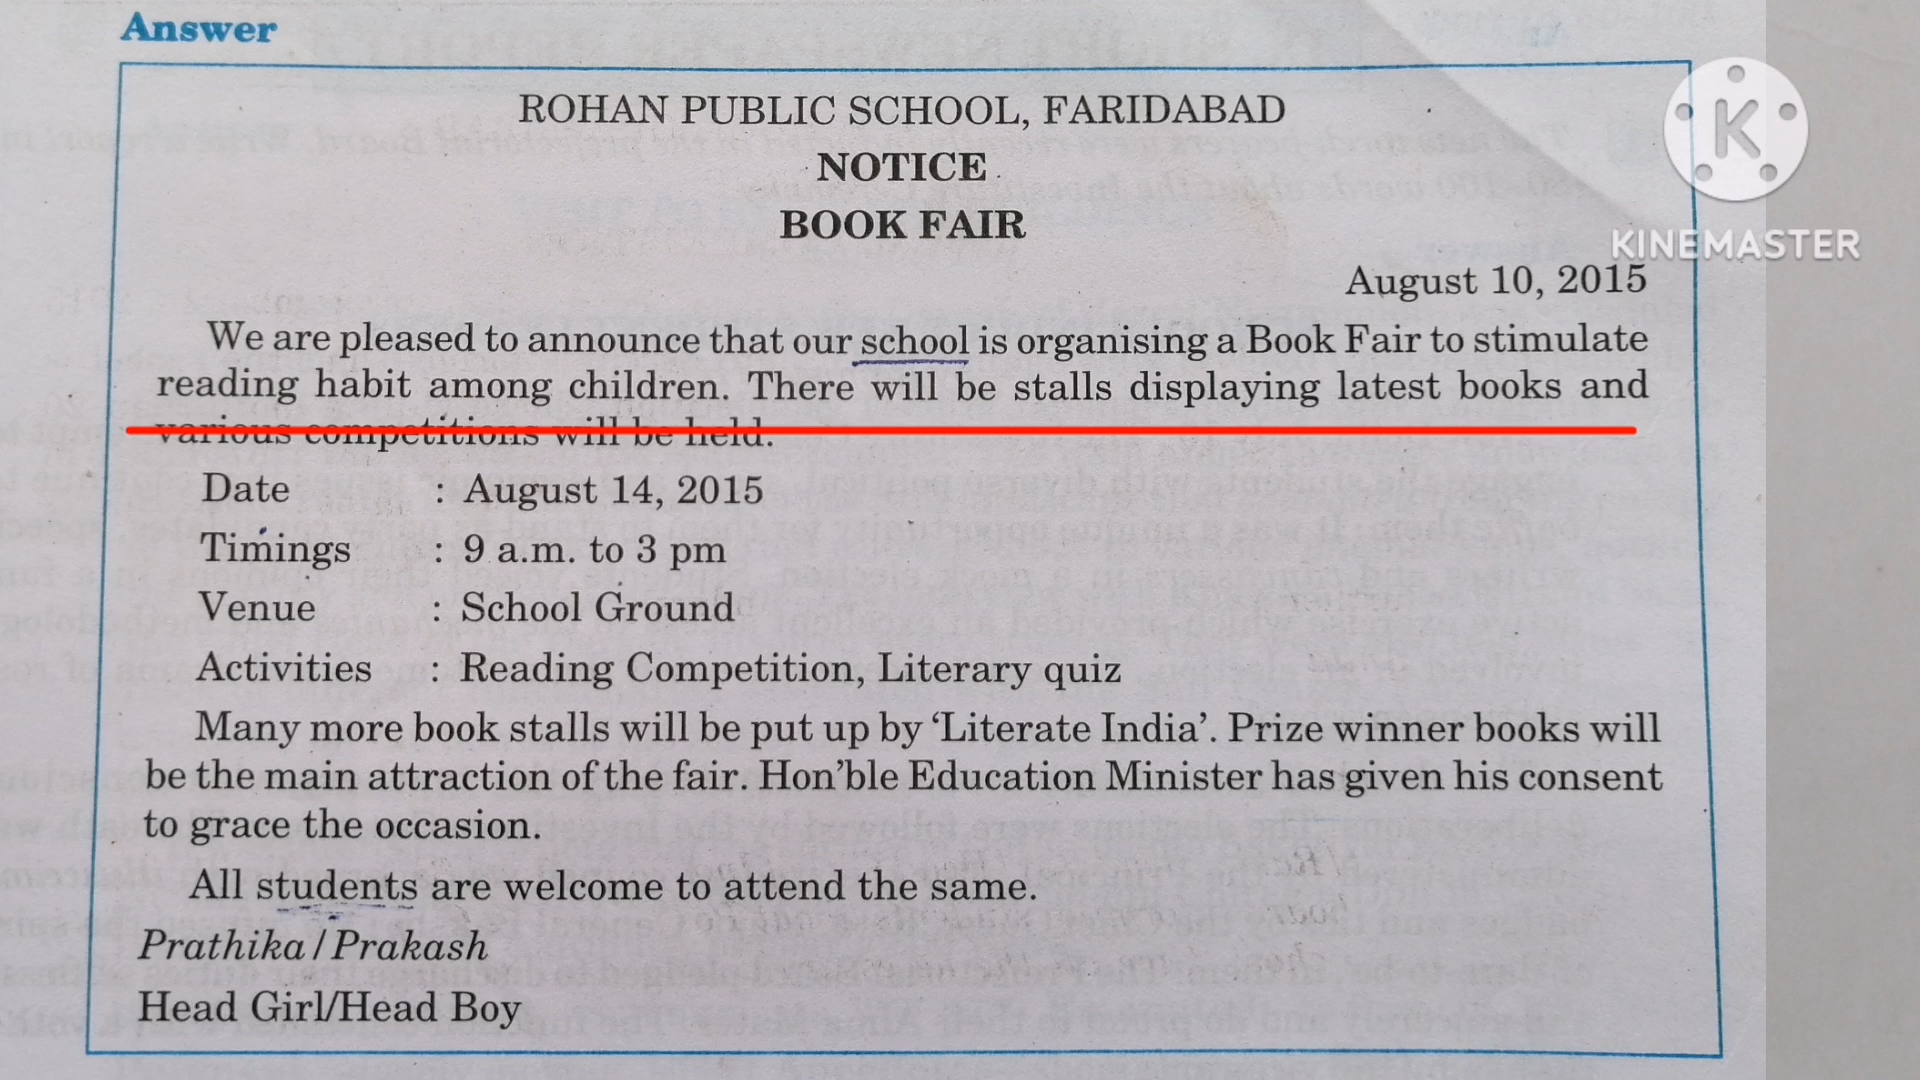 Answer
ROHAN PUBLIC SCHOOL, FARIDABAD
NOTICE
BOOK FAIR
August 10, 2015
We are pleased to announce that our school is organising a Book Fair to stimulate
reading habit among children. There will be stalls displaying latest books and
various competitions will be held.
Date : August 14, 2015
Timings : 9 a.m. to 3 pm
Venue : School Ground
Activities : Reading Competition, Literary quiz
Many more book stalls will be put up by ‘Literate India’. Prize winner books will
be the main attraction of the fair. Hon’ble Education Minister has given his consent
to grace the occasion.
All students are welcome to attend the same.
Prathika / Prakash
Head Girl/Head Boy
K
KINEMASTER